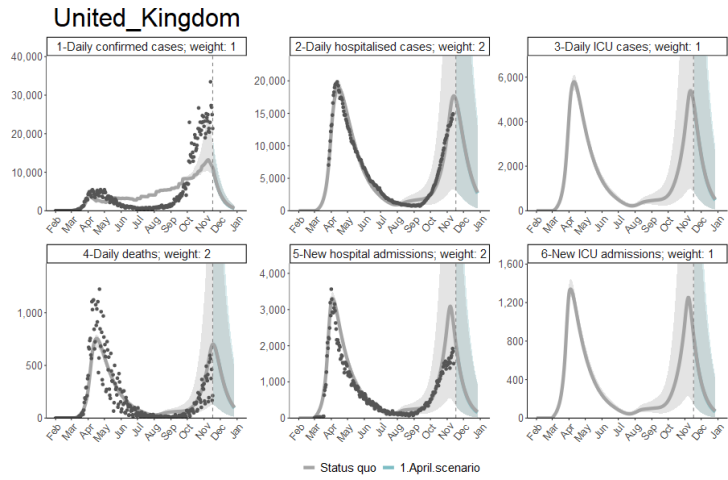 United_Kingdom
1-Daily confirmed cases; weight: 1
2-Daily hospitalised cases; weight: 2
3-Daily ICU cases; weight: 1
40,000
30,000
20,000
10,000
0
20,000
15,000
10,000
5,000
0
6,000
4,000
2,000
0
Feb Mar Apr May Jun Jul Aug Sep Oct Nov Dec Jan
Feb Mar Apr May Jun Jul Aug Sep Oct Nov Dec Jan
Feb Mar Apr May Jun Jul Aug Sep Oct Nov Dec Jan
4-Daily deaths; weight: 2
5-New hospital admissions; weight: 2
6-New ICU admissions; weight: 1
1,000
500
0
4,000
3,000
2,000
1,000
0
1,600
1,200
800
400
0
Feb Mar Apr May Jun Jul Aug Sep Oct Nov Dec Jan
Feb Mar Apr May Jun Jul Aug Sep Oct Nov Dec Jan
Feb Mar Apr May Jun Jul Aug Sep Oct Nov Dec Jan
Status quo 1.April.scenario